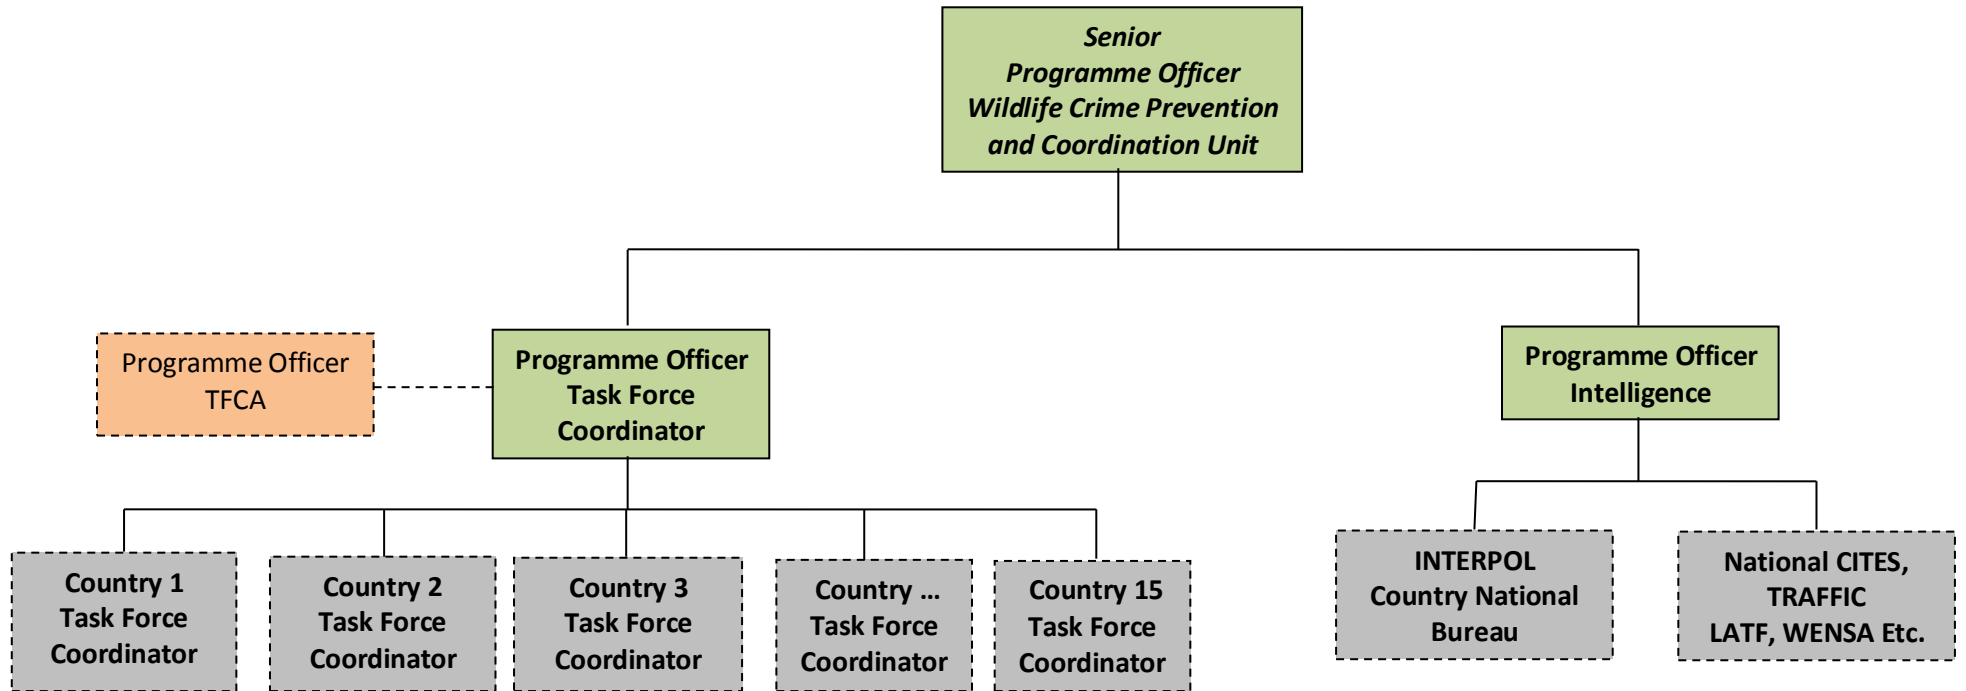 Senior
Programme Officer
Wildlife Crime Prevention
and Coordination Unit
Programme Officer
TFCA
Programme Officer
Task Force
Coordinator
Programme Officer
Intelligence
Country 1
Task Force
Coordinator
Country 2
Task Force
Coordinator
Country 3
Task Force
Coordinator
Country ...
Task Force
Coordinator
Country 15
Task Force
Coordinator
INTERPOL
Country National
Bureau
National CITES,
TRAFFIC
LATF, WENSA Etc.